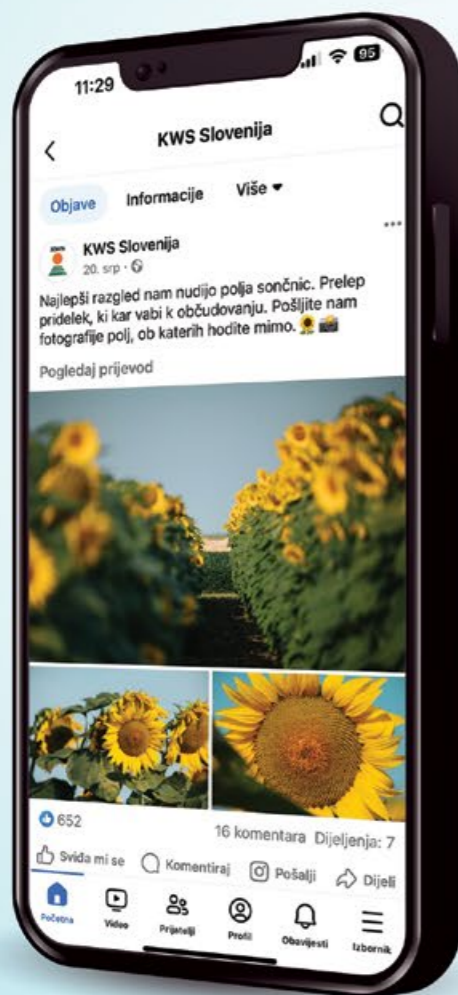 11:29
95
KWS Slovenija
Objave Informacije Više
KWS
KWS Slovenija
20. srp ·
Najlepši razgled nam nudijo polja sončnic. Prelep
pridelek, ki kar vabi k občudovanju. Pošljite nam
fotografije polj, ob katerih hodite mimo.
Pogledaj prijevod
652 16 komentara Dijeljenja: 7
Sviđa mi se Komentiraj Pošalji Dijeli
Početna Video Prijatelji Profil Obavijesti Izbornik